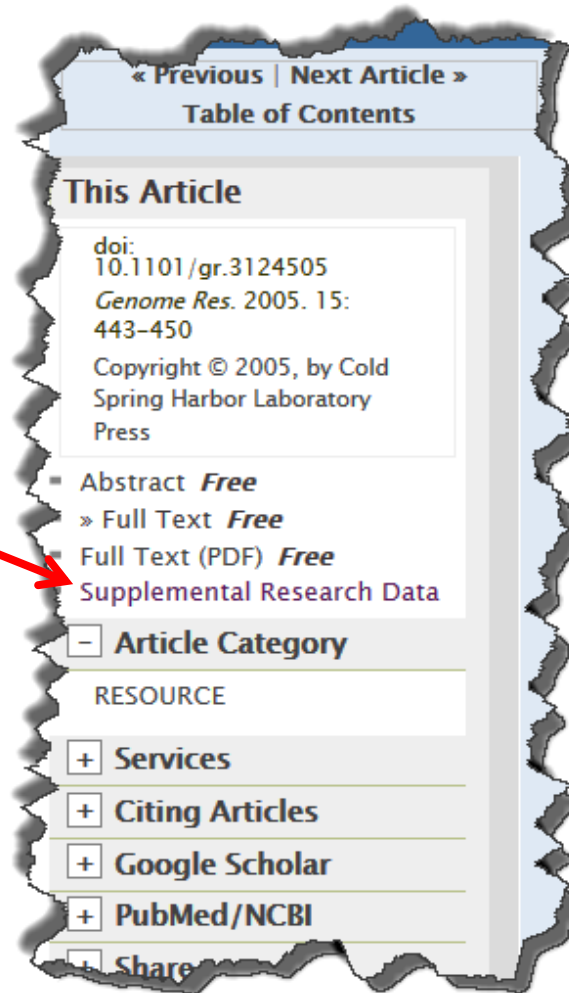 « Previous | Next Article »
Table of Contents
This Article
doi:
10.1101/gr.3124505
Genome Res. 2005. 15:
443–450
Copyright © 2005, by Cold
Spring Harbor Laboratory
Press
Abstract Free
» Full Text Free
Full Text (PDF) Free
Supplemental Research Data
Article Category
RESOURCE
Services
Citing Articles
Google Scholar
PubMed/NCBI
Share